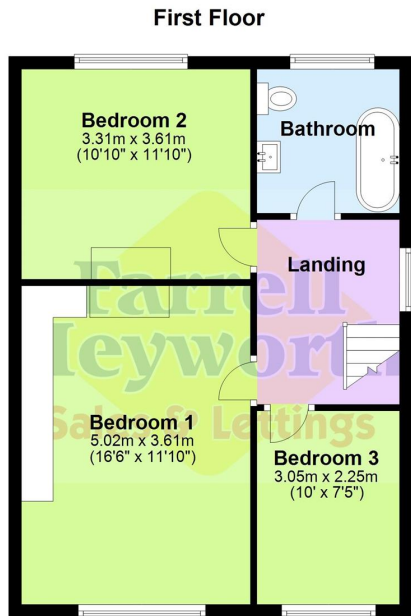 First Floor
Bedroom 2
3.31m x 3.61m
(10'10" x 11'10")
Bathroom
Landing
Farrell
Heyworth
Sales & Lettings
Bedroom 1
5.02m x 3.61m
(16'6" x 11'10")
Bedroom 3
3.05m x 2.25m
(10' x 7'5")